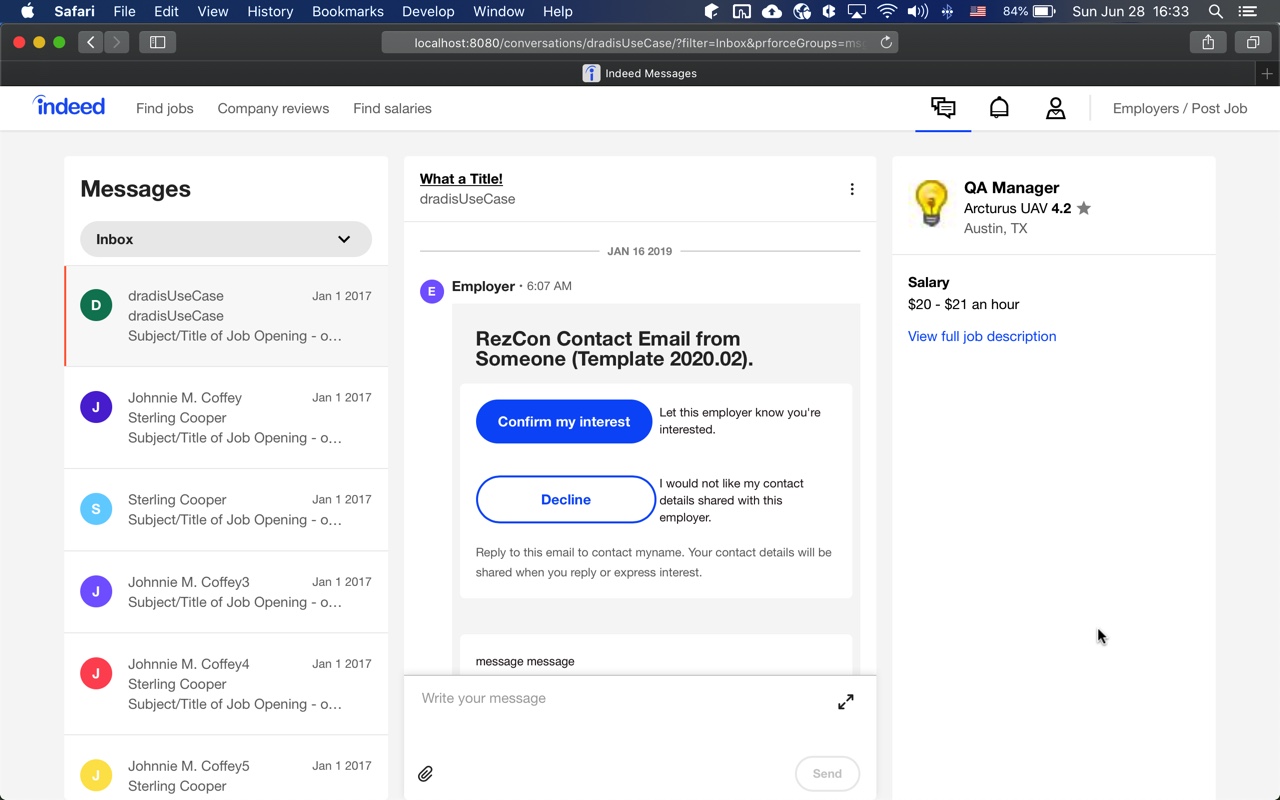 Safari File Edit View History Bookmarks Develop Window Help 84% Sun Jun 28 16:33
localhost:8080/conversations/dradisUseCase/?filter=Inbox&prforceGroups=
Indeed Messages
indeed Find jobs Company reviews Find salaries Employers / Post Job
Messages
Inbox
D
dradisUseCase Jan 1 2017
dradisUseCase
Subject/Title of Job Opening - o...
J
Johnnie M. Coffey Jan 1 2017
Sterling Cooper
Subject/Title of Job Opening - o...
S
Sterling Cooper Jan 1 2017
Subject/Title of Job Opening - o...
J
Johnnie M. Coffey3 Jan 1 2017
Subject/Title of Job Opening - o...
J
Johnnie M. Coffey4 Jan 1 2017
Sterling Cooper
Subject/Title of Job Opening - o...
J
Johnnie M. Coffey5 Jan 1 2017
Sterling Cooper
What a Title!
dradisUseCase
JAN 16 2019
E
Employer • 6:07 AM
RezCon Contact Email from
Someone (Template 2020.02).
Confirm my interest
Let this employer know you're
interested.
Decline
I would not like my contact
details shared with this
employer.
Reply to this email to contact myname. Your contact details will be
shared when you reply or express interest.
message message
Write your message
Send
QA Manager
Arcturus UAV 4.2
Austin, TX
Salary
$20 - $21 an hour
View full job description